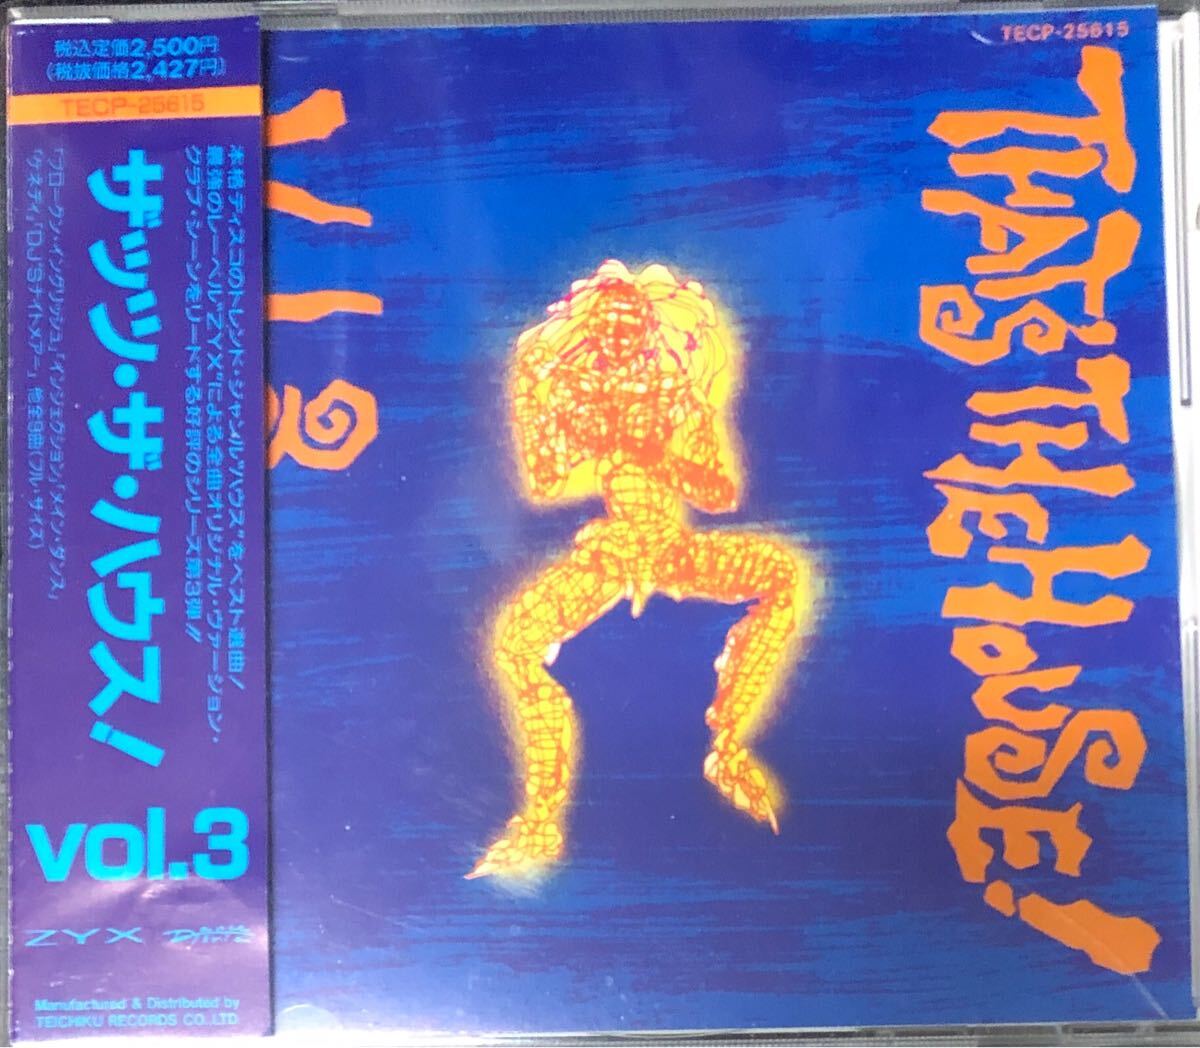 税込定価2,500円
(税抜価格2,427円)
TECP-25615
本格ディスコのトレンド・ジャンル"ハウス"をベスト選曲!
最強のレーベル"ZYX"による全曲オリジナル・ヴァージョン・
クラブ・シーンをリードする好評のシリーズ第3弾!!
ザッツ・ザ・ハウス!
「ブロークン・イングリッシュ」「インジェクション」「メイン・ザンス」
「ケネディ」「DJ'Sナイトメアー」他全9曲(フル・サイズ)
vol.3
ZYX
Manufactured & Distributed by
TEICHIKU RECORDS CO.,LTD
TECP-25615
THAT'S THE HOUSE!